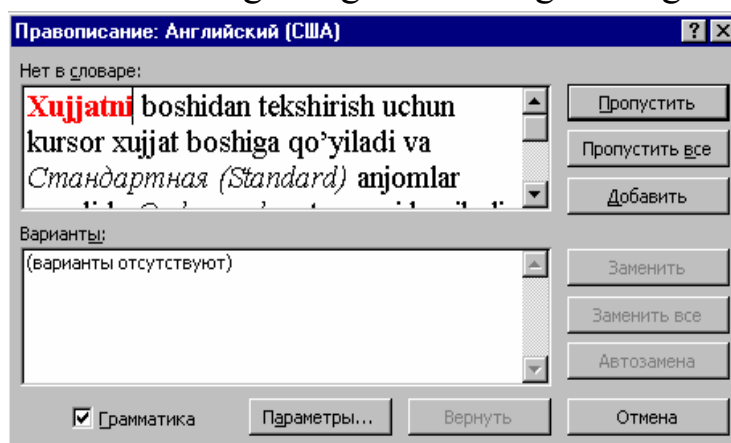 Правописание: Английский (США)
Нет в словаре:
Xujjatni boshidan tekshirish uchun
kursor xujjat boshiga qo’yiladi va
Стандартная (Standard) anjomlar
Пропустить
Пропустить все
Добавить
Варианты:
(варианты отсутствуют)
Заменить
Заменить все
Автозамена
Грамматика
Параметры...
Вернуть
Отмена